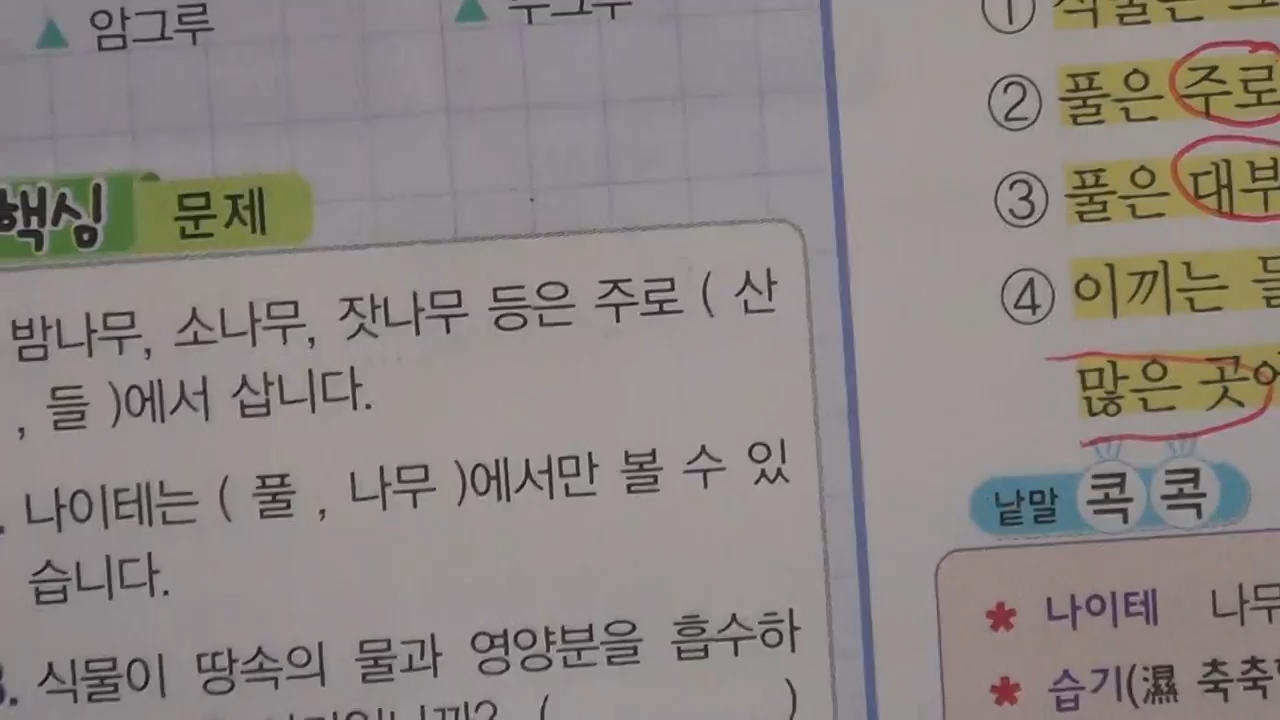 ▲ 암그루
핵심 문제
밤나무, 소나무, 잣나무 등은 주로 ( 산
, 들 )에서 삽니다.
나이테는 ( 풀 , 나무 )에서만 볼 수 있
습니다.
3. 식물이 땅속의 물과 영양분을 흡수하
①
② 풀은 주로
③ 풀은 대부
④ 이끼는
많은 곳에
낱말 콕콕
* 나이테 나무
* 습기(濕 축축